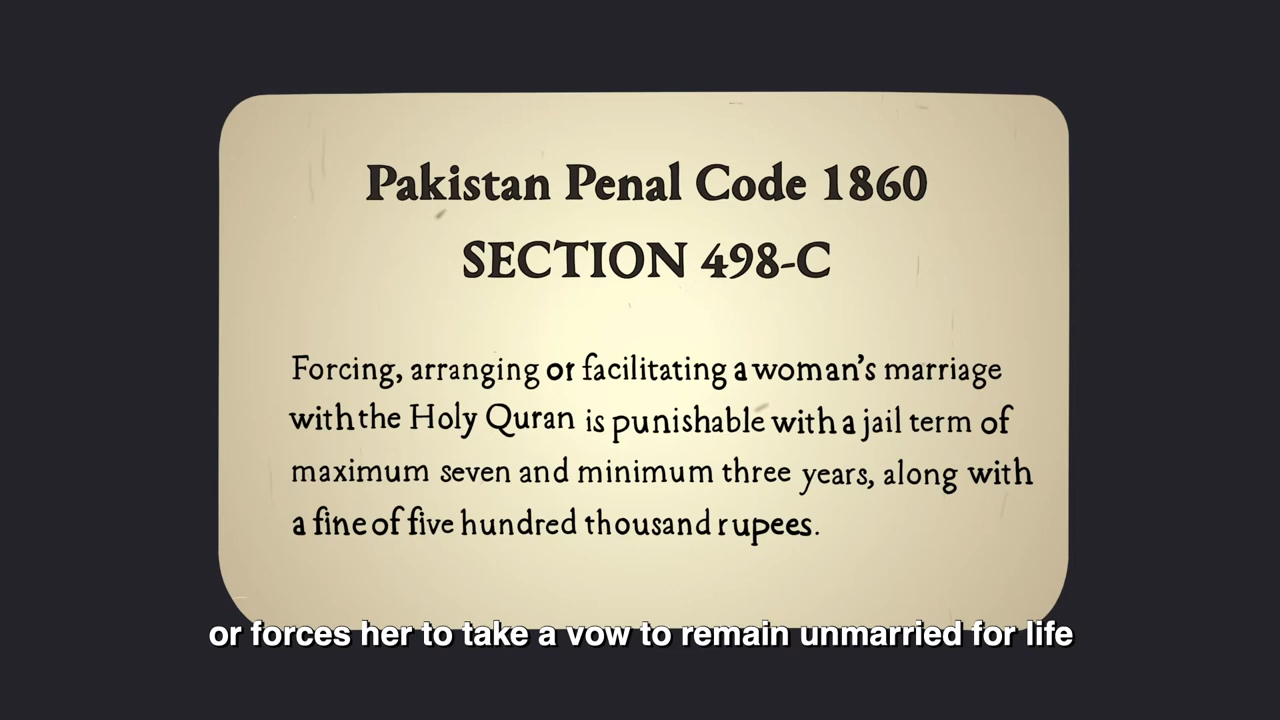 Pakistan Penal Code 1860
SECTION 498-C
Forcing, arranging or facilitating a woman's marriage
with the Holy Quran is punishable with a jail term of
maximum seven and minimum three years, along with
a fine of five hundred thousand rupees.
or forces her to take a vow to remain unmarried for life